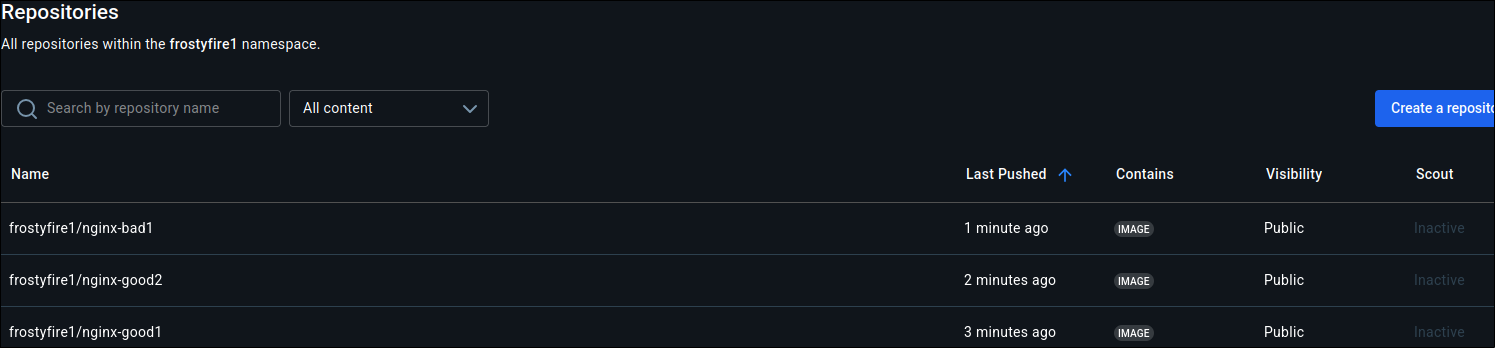 Repositories
All repositories within the frostyfire1 namespace.
Search by repository name All content Create a reposito
Name Last Pushed Contains Visibility Scout
frostyfire1/nginx-bad1 1 minute ago IMAGE Public Inactive
frostyfire1/nginx-good2 2 minutes ago IMAGE Public Inactive
frostyfire1/nginx-good1 3 minutes ago IMAGE Public Inactive